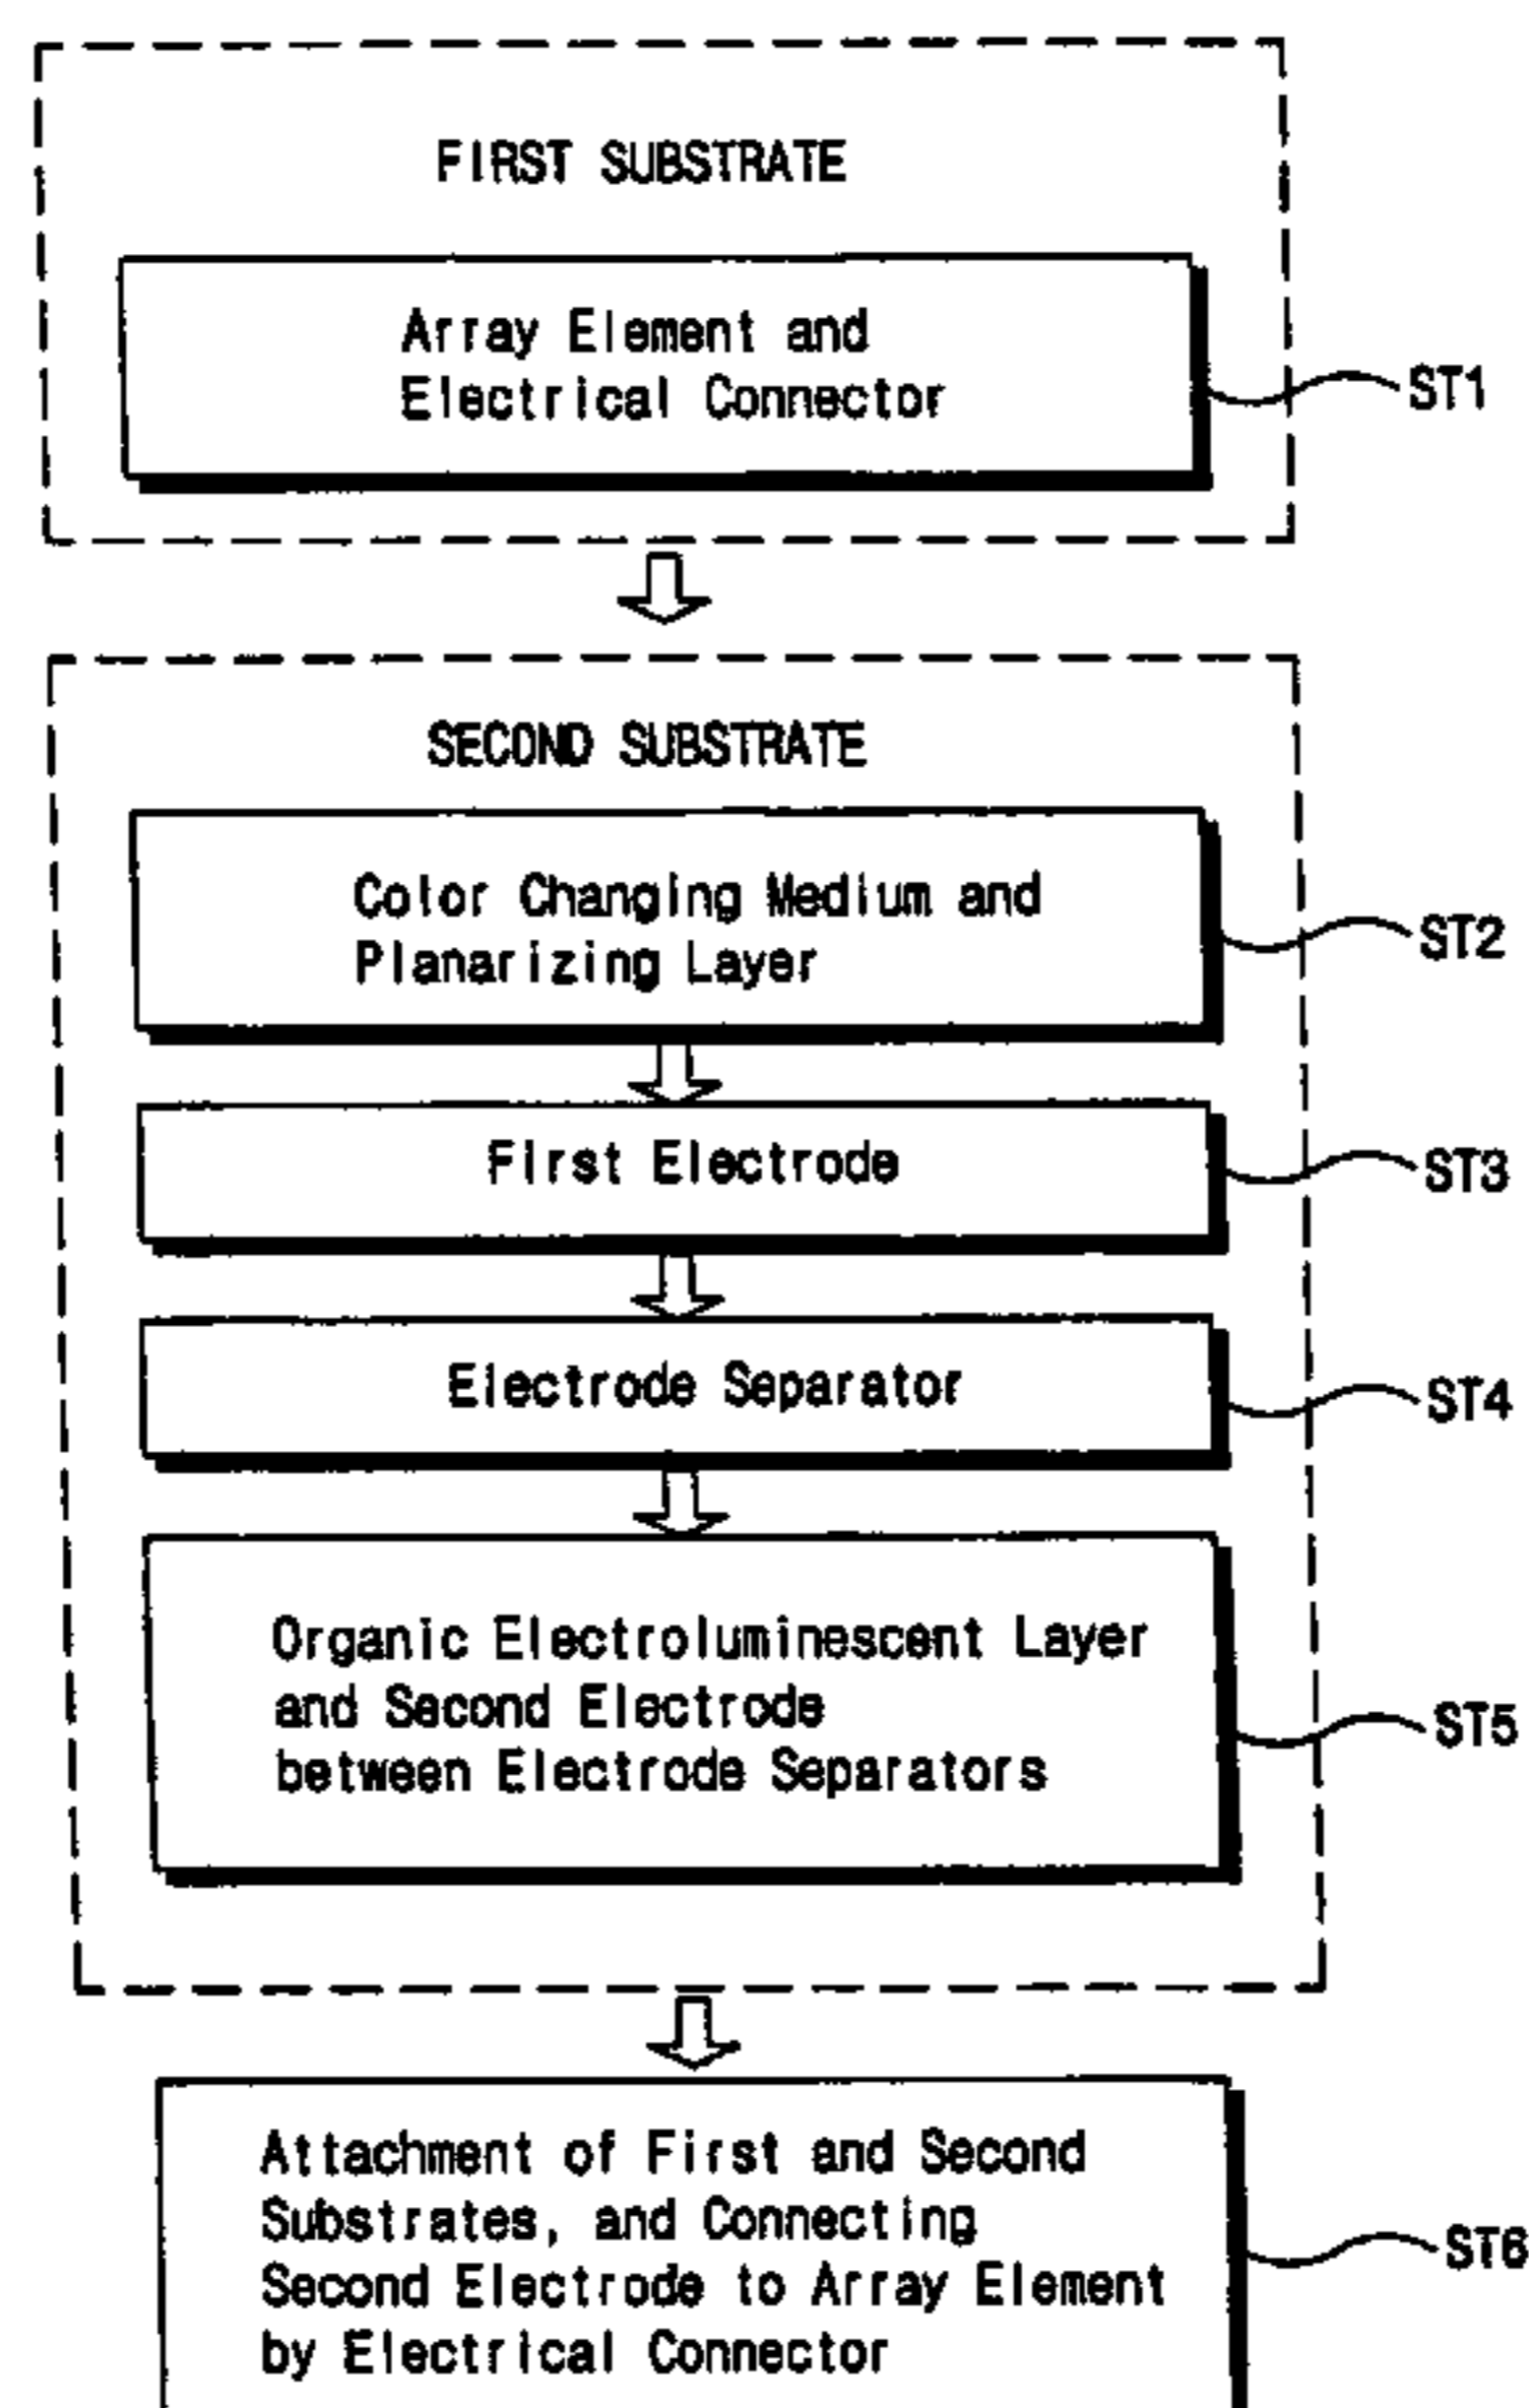 FIRST SUBSTRATE
Array Element and
Electrical Connector
ST1
SECOND SUBSTRATE
Color Changing Medium and
Planarizing Layer
ST2
First Electrode
ST3
Electrode Separator
ST4
Organic Electroluminescent Layer
and Second Electrode
between Electrode Separators
ST5
Attachment of First and Second
Substrates, and Connecting
Second Electrode to Array Element
by Electrical Connector
ST6